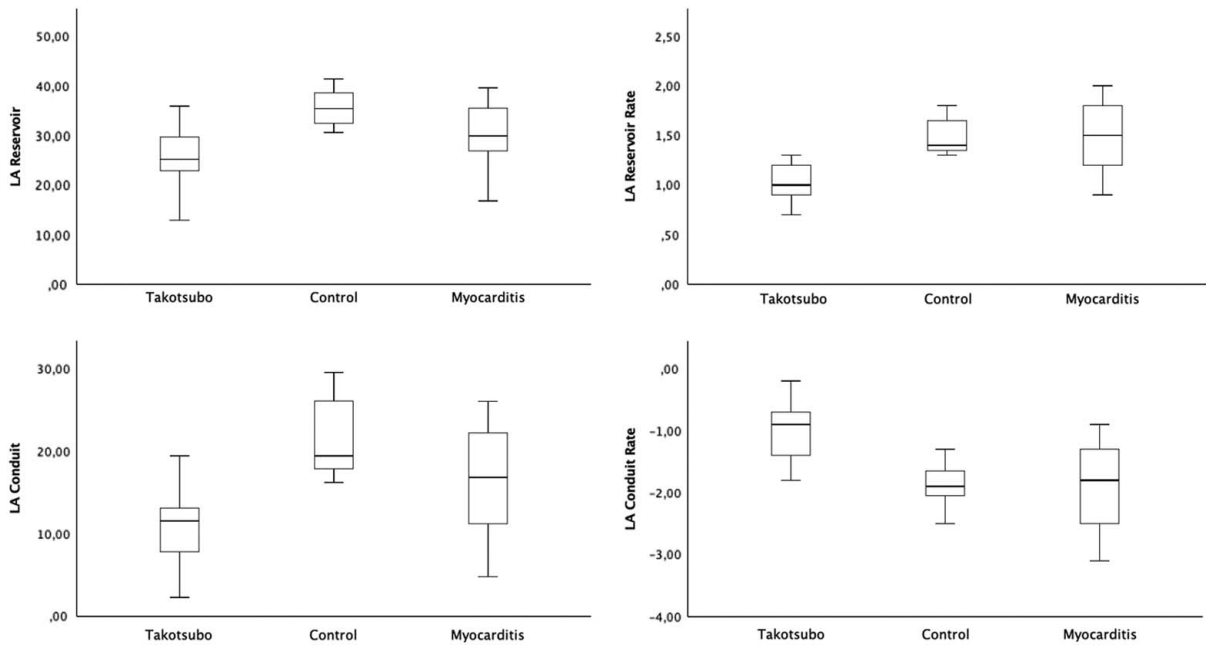 LA Reservoir
50,00
40,00
30,00
20,00
10,00
,00
Takotsubo Control Myocarditis
LA Reservoir Rate
2,50
2,00
1,50
1,00
,50
,00
Takotsubo Control Myocarditis
LA Conduit
30,00
20,00
10,00
,00
Takotsubo Control Myocarditis
LA Conduit Rate
,00
-1,00
-2,00
-3,00
-4,00
Takotsubo Control Myocarditis